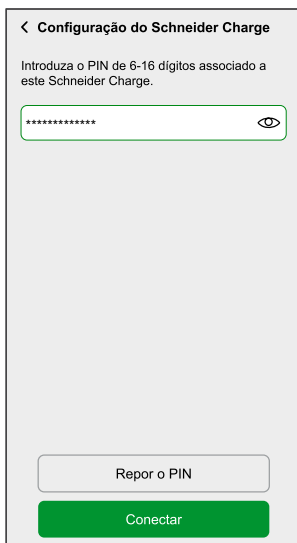 Configuração do Schneider Charge
Introduza o PIN de 6-16 dígitos associado a
este Schneider Charge.
*************
Repor o PIN
Conectar